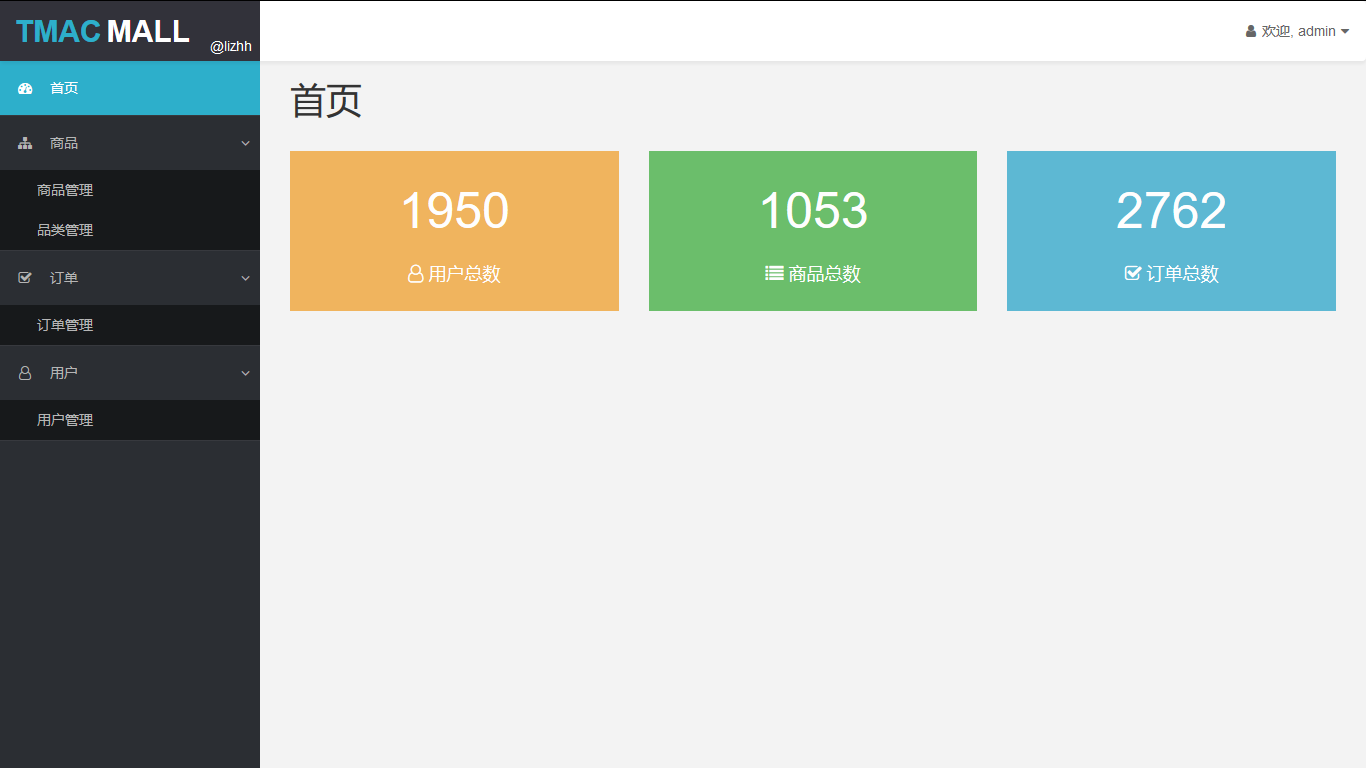 TMAC MALL @lizhh
欢迎, admin
首页
商品
商品管理
品类管理
订单
订单管理
用户
用户管理
首页
1950
用户总数
1053
商品总数
2762
订单总数